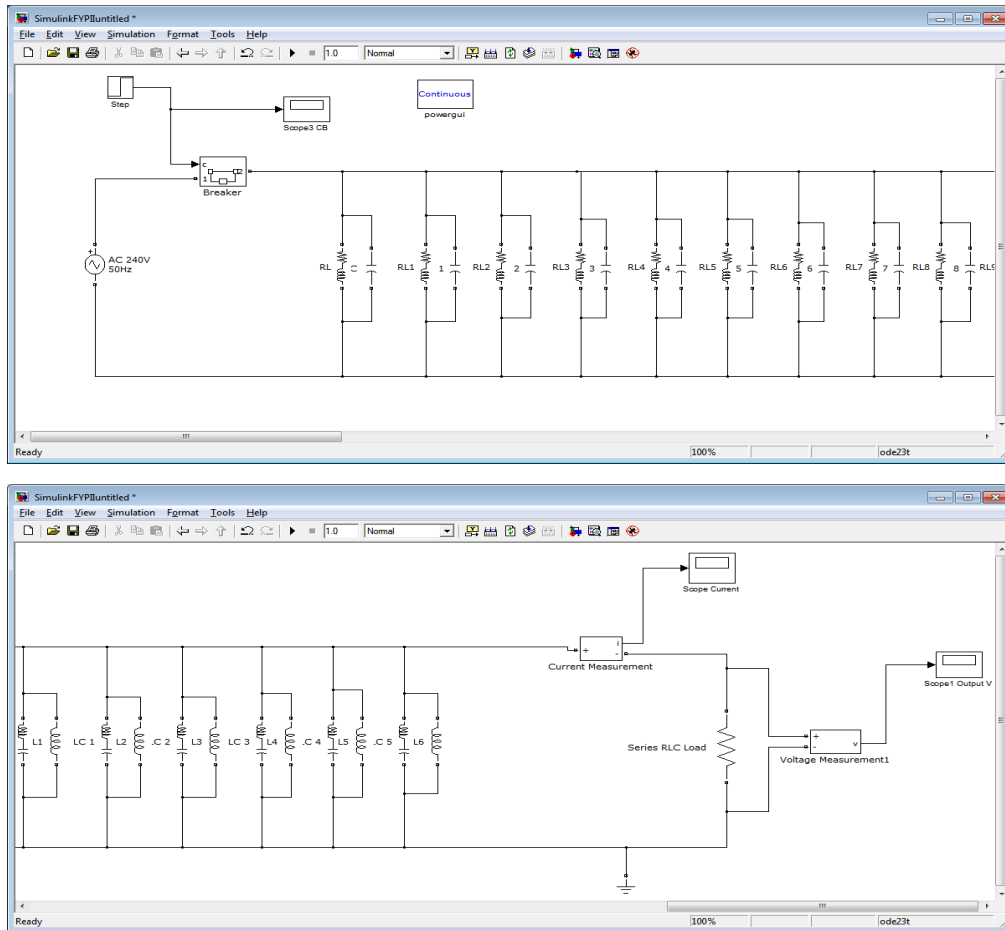 SimulinkFYPIIuntitled *
File Edit View Simulation Format Tools Help
1.0 Normal
Step
Scope3 CB
Continuous
powergui
c
1 2
Breaker
+
AC 240V
50Hz
RL C RL1 1 RL2 2 RL3 3 RL4 4 RL5 5 RL6 6 RL7 7 RL8 8 RL9
Ready 100% ode23t
SimulinkFYPIIuntitled *
File Edit View Simulation Format Tools Help
1.0 Normal
Scope Current
+ i
-
Current Measurement
Scope1 Output V
L1 LC 1 L2 .C 2 L3 LC 3 L4 .C 4 L5 .C 5 L6
Series RLC Load
+
- v
Voltage Measurement1
Ready 100% ode23t